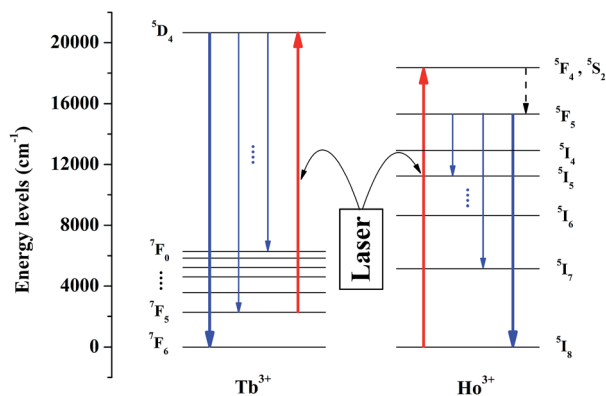 Energy levels (cm⁻¹)
20000
16000
12000
8000
4000
0
⁵D₄
⁷F₀
⁷F₅
⁷F₆
Tb³⁺
Laser
⁵F₄ , ⁵S₂
⁵F₅
⁵I₄
⁵I₅
⁵I₆
⁵I₇
⁵I₈
Ho³⁺